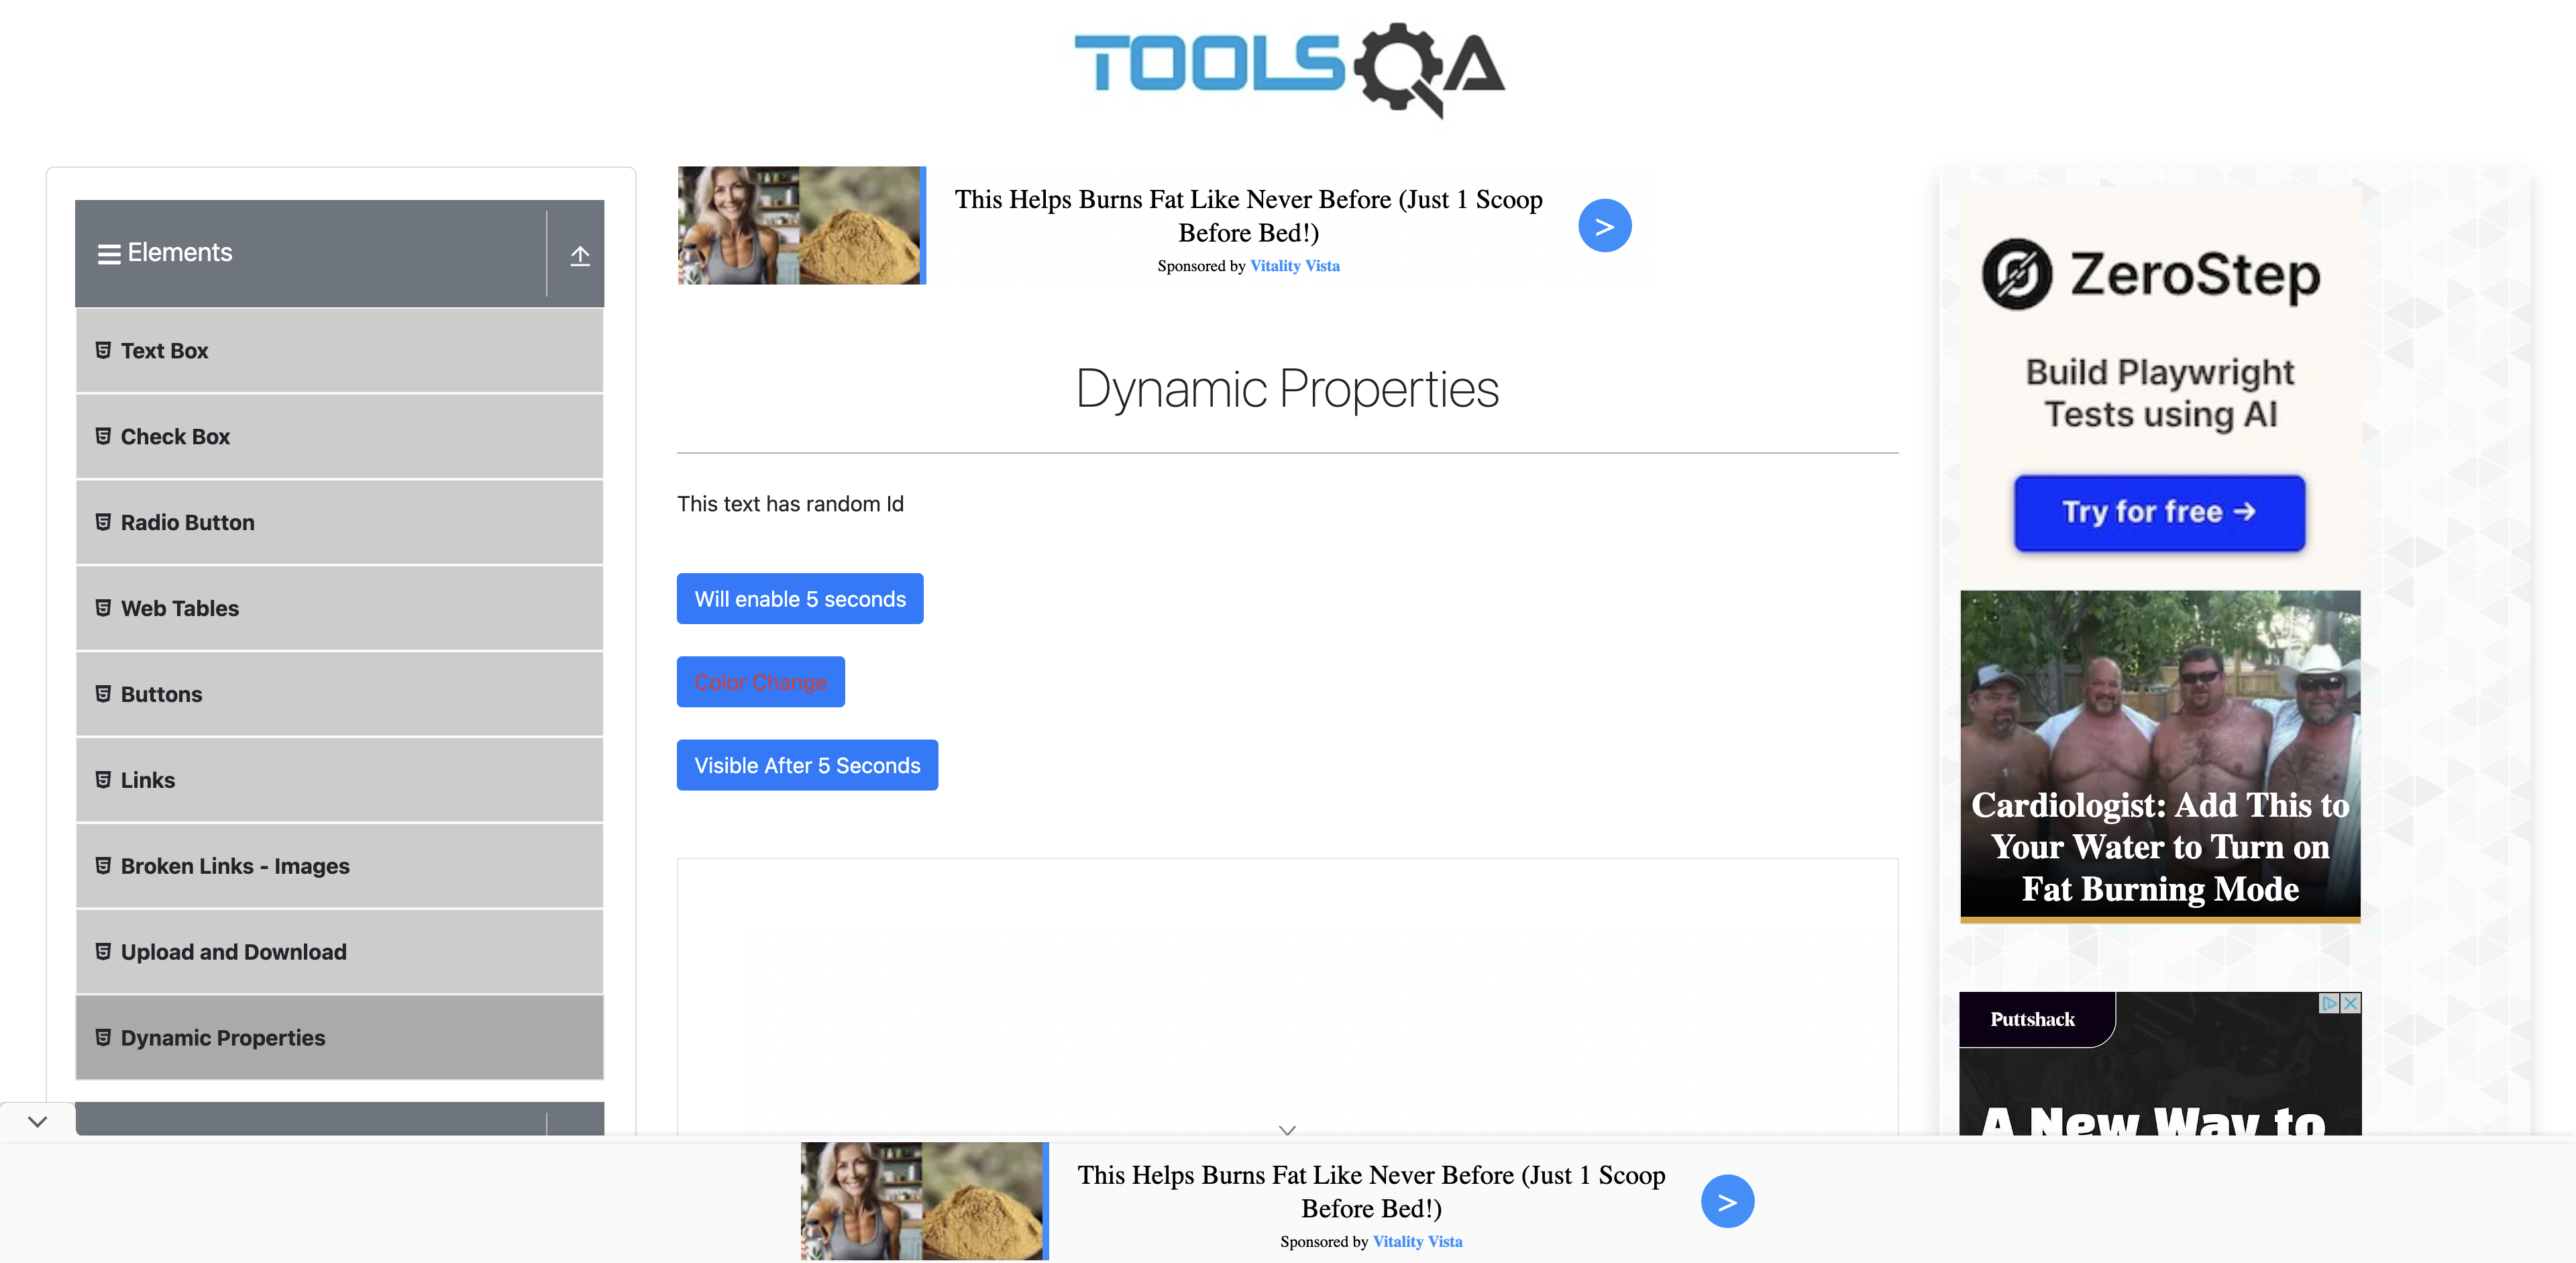 TOOLSQA
Elements
Text Box
Check Box
Radio Button
Web Tables
Buttons
Links
Broken Links - Images
Upload and Download
Dynamic Properties
This Helps Burns Fat Like Never Before (Just 1 Scoop
Before Bed!)
Sponsored by Vitality Vista
>
Dynamic Properties
This text has random Id
Will enable 5 seconds
Color Change
Visible After 5 Seconds
ZeroStep
Build Playwright
Tests using AI
Try for free →
Cardiologist: Add This to
Your Water to Turn on
Fat Burning Mode
Puttshack
A New Way to
This Helps Burns Fat Like Never Before (Just 1 Scoop
Before Bed!)
Sponsored by Vitality Vista
>